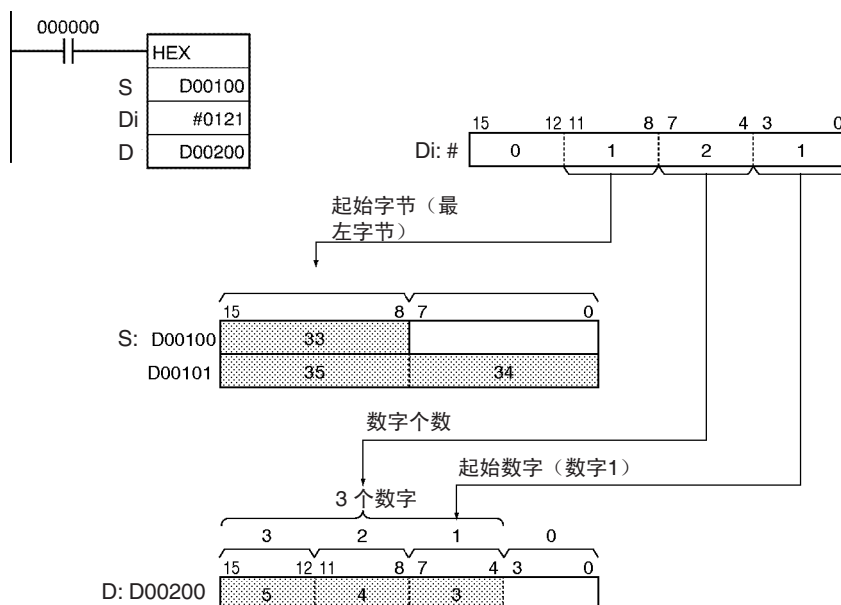 000000
HEX
S D00100
Di #0121
D D00200
15 12 11 8 7 4 3 0
Di: # 0 1 2 1
起始字节（最
左字节）
15 8 7 0
S: D00100 33
D00101 35 34
数字个数
起始数字（数字1）
3 个数字
3 2 1 0
15 12 11 8 7 4 3 0
D: D00200 5 4 3